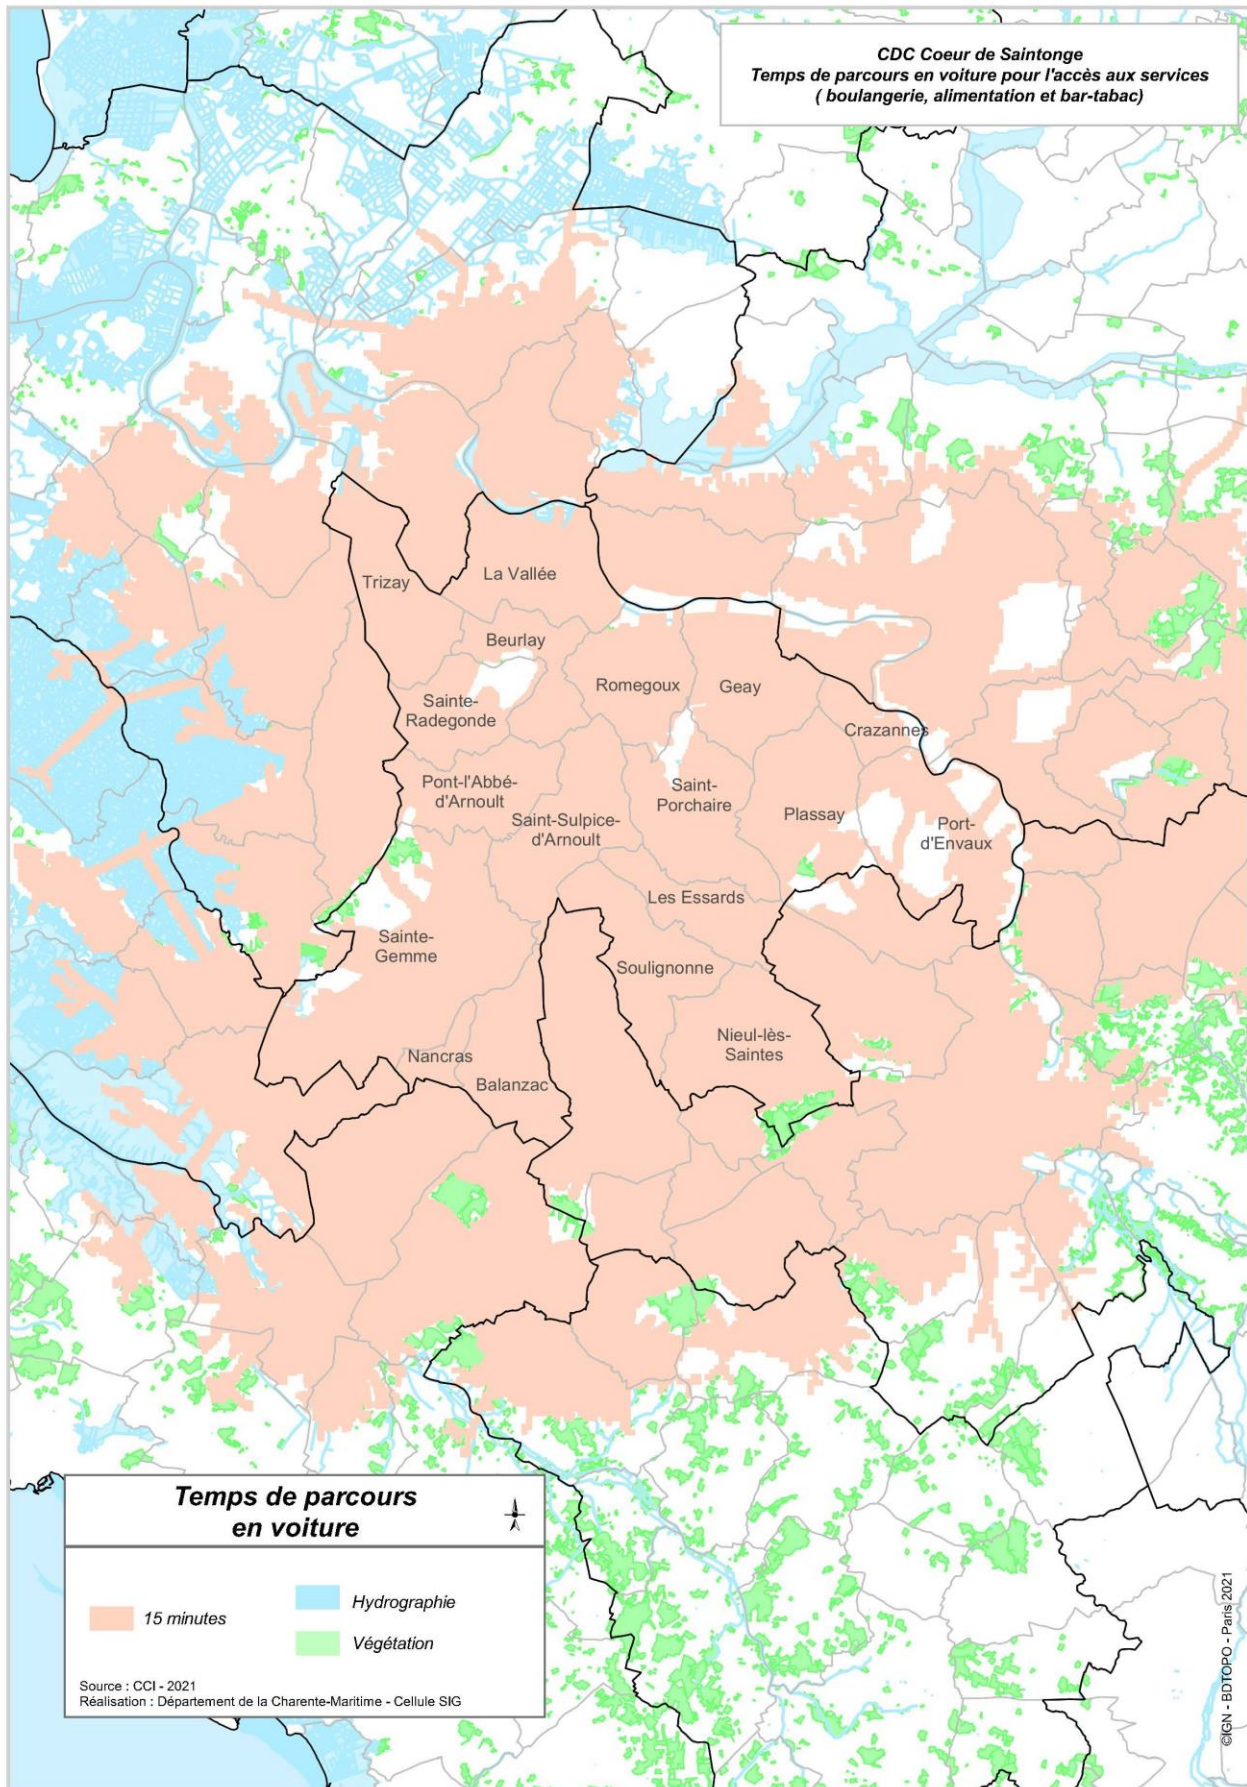 CDC Coeur de Saintonge
Temps de parcours en voiture pour l'accès aux services
( boulangerie, alimentation et bar-tabac)
Trizay
La Vallée
Beurlay
Romegoux
Geay
Sainte-
Radegonde
Crazannes
Pont-l'Abbé-
d'Arnoult
Saint-
Porchaire
Saint-Sulpice-
d'Arnoult
Plassay
Port-
d'Envaux
Les Essards
Sainte-
Gemme
Soulignonne
Nieul-lès-
Saintes
Nancras
Balanzac
Temps de parcours
en voiture
15 minutes
Hydrographie
Végétation
Source : CCI - 2021
Réalisation : Département de la Charente-Maritime - Cellule SIG
©IGN - BDTOPO - Paris 2021